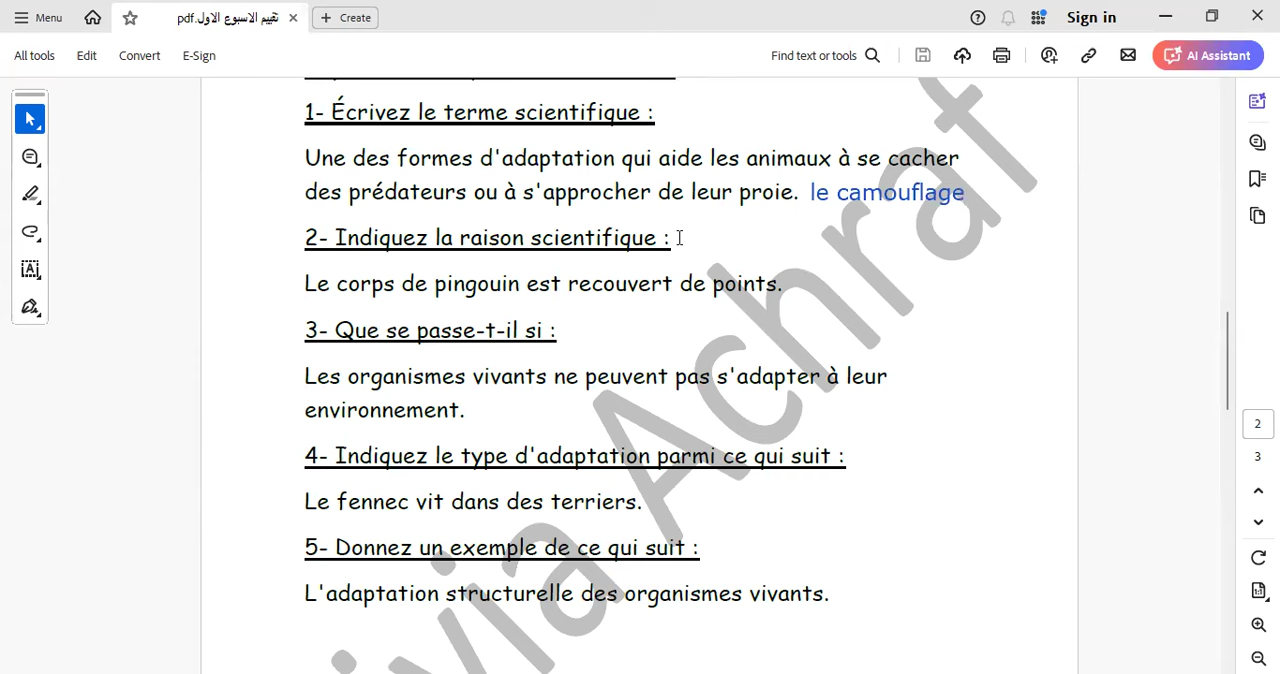 Menu
تقييم الاسبوع الاول.pdf
Create
Sign in
All tools
Edit
Convert
E-Sign
Find text or tools
AI Assistant
1- Écrivez le terme scientifique :
Une des formes d'adaptation qui aide les animaux à se cacher
des prédateurs ou à s'approcher de leur proie. le camouflage
2- Indiquez la raison scientifique :
Le corps de pingouin est recouvert de points.
3- Que se passe-t-il si :
Les organismes vivants ne peuvent pas s'adapter à leur
environnement.
4- Indiquez le type d'adaptation parmi ce qui suit :
Le fennec vit dans des terriers.
5- Donnez un exemple de ce qui suit :
L'adaptation structurelle des organismes vivants.
via Achraf
2
3